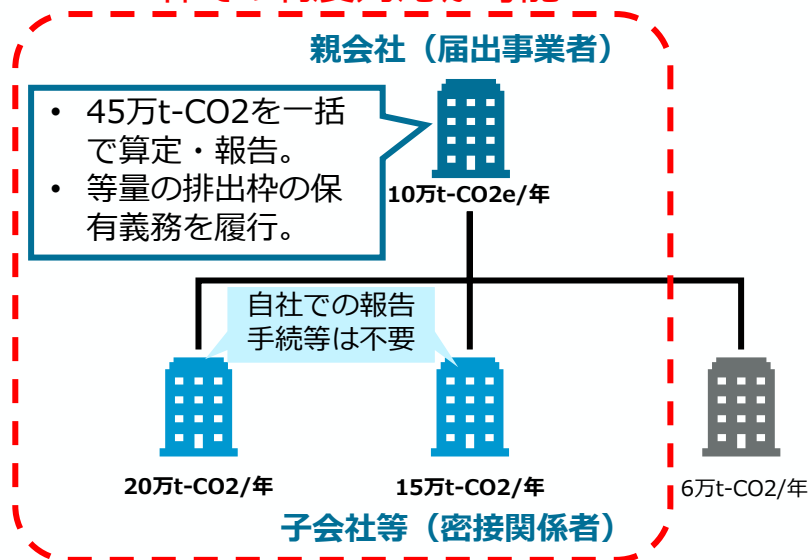 親会社（届出事業者）
• 45万t-CO2を一括
で算定・報告。
• 等量の排出枠の保
有義務を履行。
10万t-CO2e/年
自社での報告
手続等は不要
20万t-CO2/年
15万t-CO2/年
6万t-CO2/年
子会社等（密接関係者）